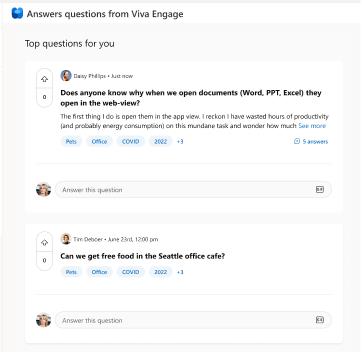 Answers questions from Viva Engage
Top questions for you
Daisy Phillips • Just now
0
Does anyone know why when we open documents (Word, PPT, Excel) they
open in the web-view?
The first thing I do is open them in the app view. I reckon I have wasted hours of productivity
(and probably energy consumption) on this mundane task and wonder how much See more
Pets Office COVID 2022 +3 5 answers
Answer this question
Tim Deboer • June 23rd, 12:00 pm
0
Can we get free food in the Seattle office cafe?
Pets Office COVID 2022 +3
Answer this question